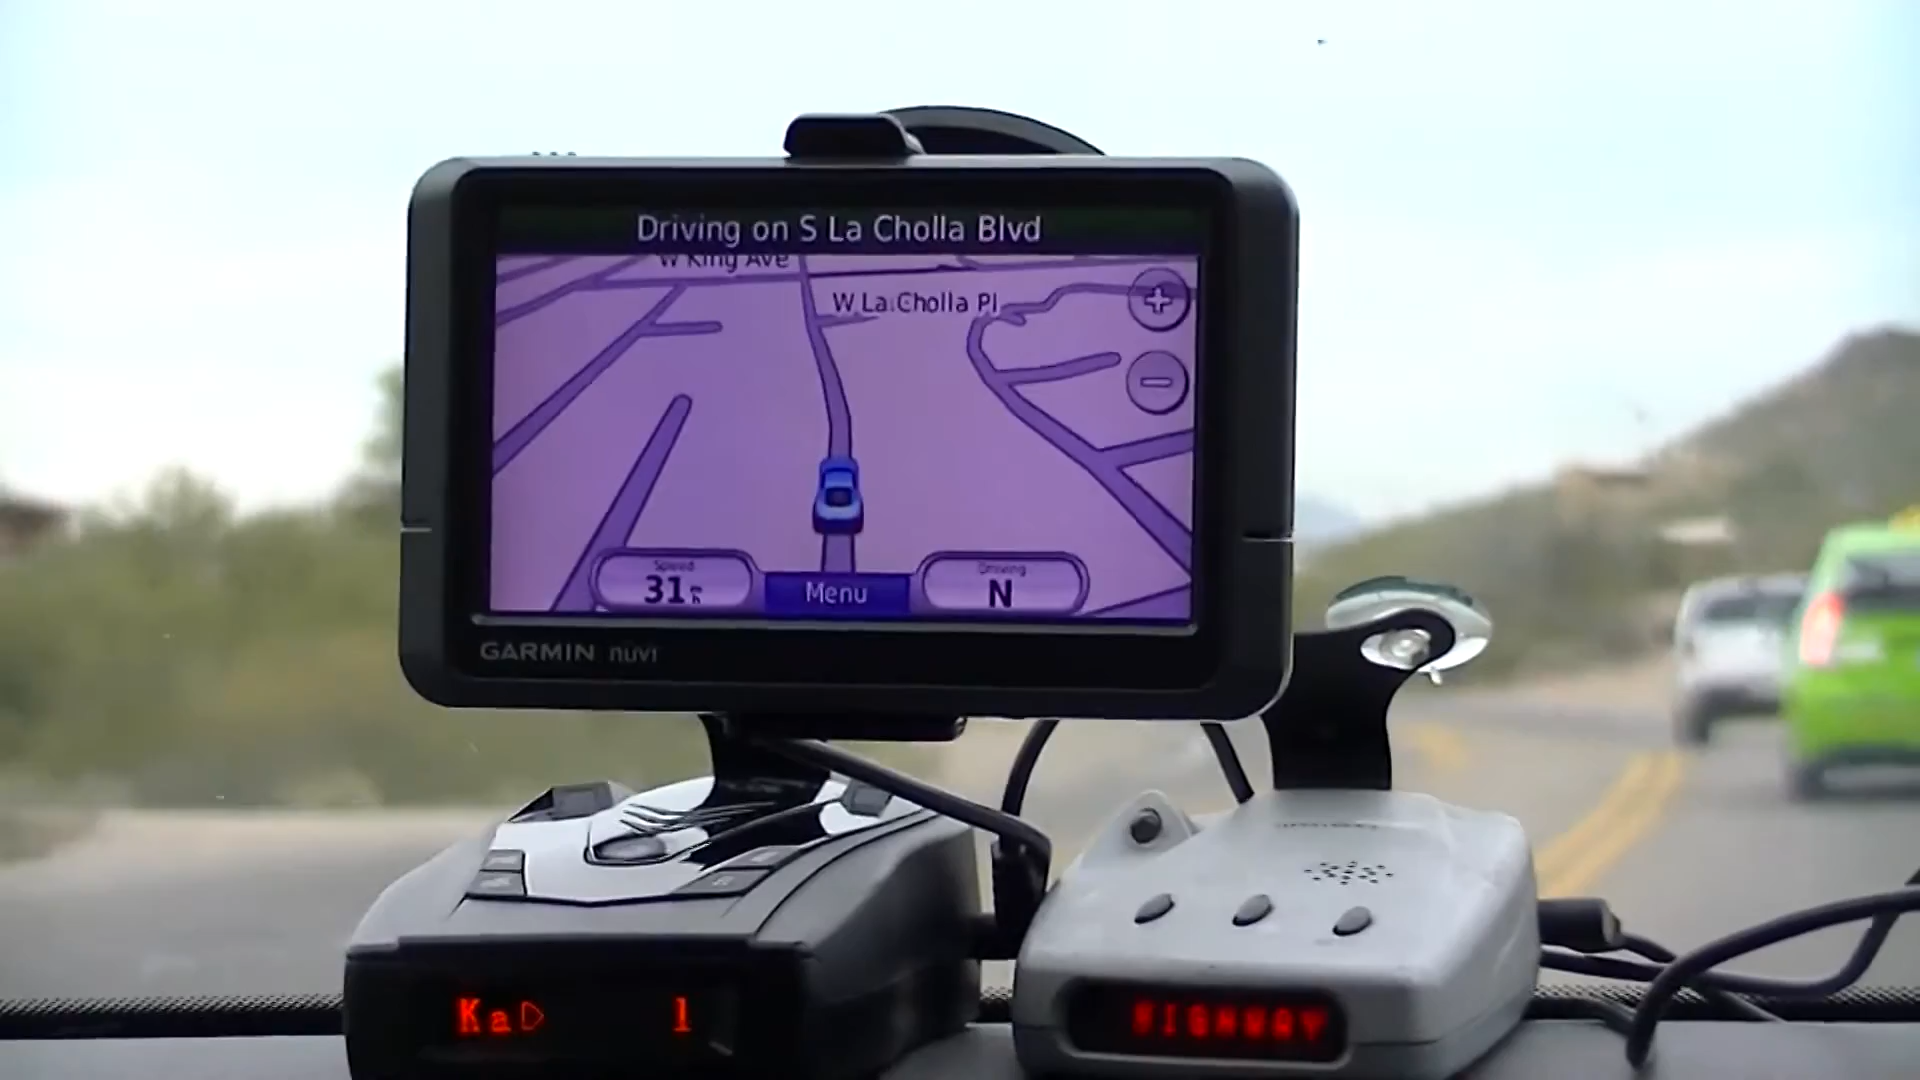 Driving on S La Cholla Blvd
W King Ave
W La Cholla Pl
+
−
Speed
31
Menu
Driving
N
GARMIN nüvi
Ka 1
HIGHWAY